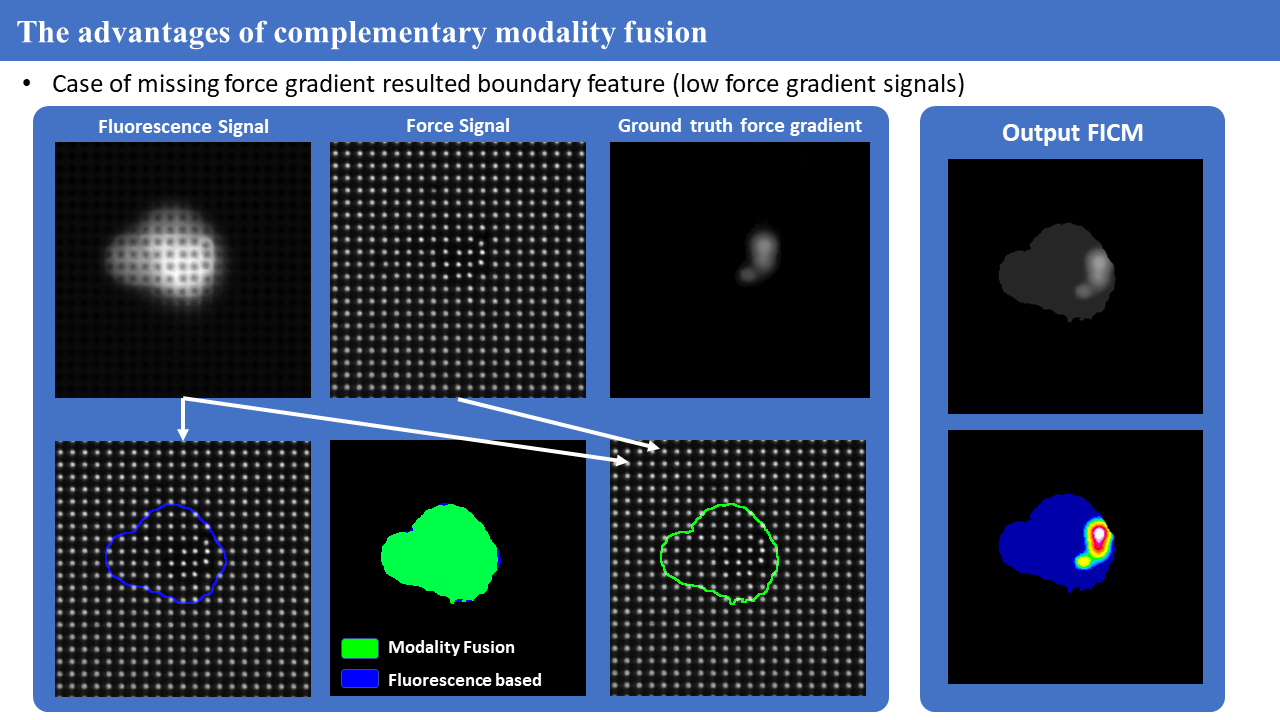 The advantages of complementary modality fusion
• Case of missing force gradient resulted boundary feature (low force gradient signals)
Fluorescence Signal
Force Signal
Ground truth force gradient
Output FICM
Modality Fusion
Fluorescence based